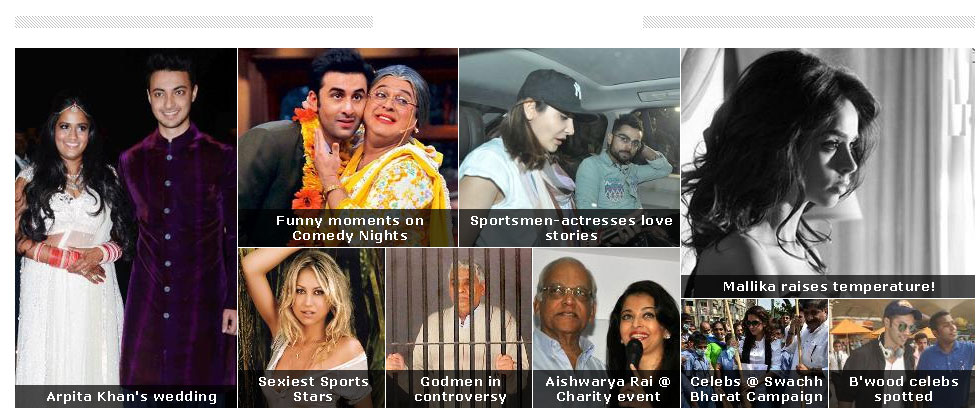 Funny moments on
Comedy Nights
Sportsmen-actresses love
stories
Mallika raises temperature!
Arpita Khan's wedding
Sexiest Sports
Stars
Godmen in
controversy
Aishwarya Rai @
Charity event
Celebs @ Swachh
Bharat Campaign
B'wood celebs
spotted